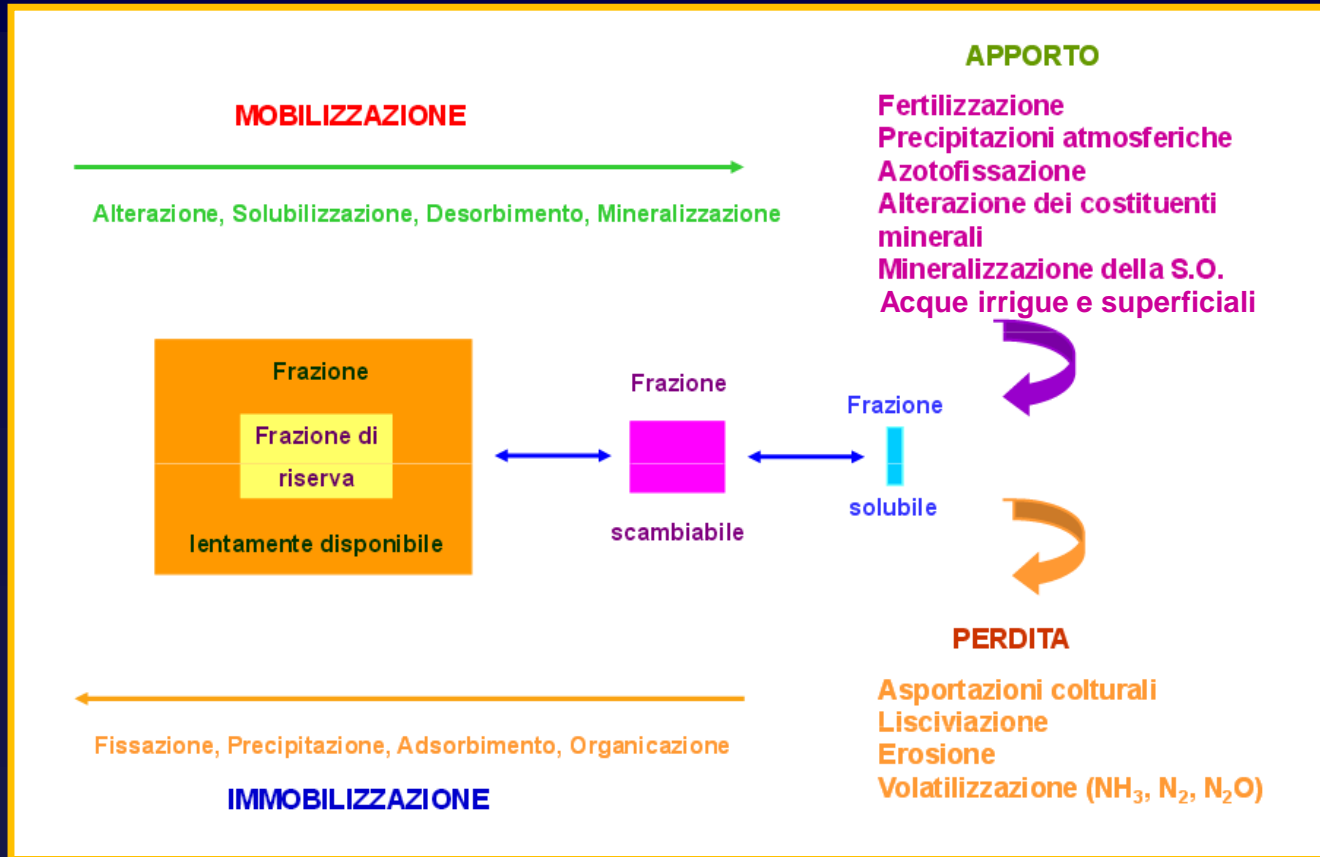 MOBILIZZAZIONE
Alterazione, Solubilizzazione, Desorbimento, Mineralizzazione
APPORTO
Fertilizzazione
Precipitazioni atmosferiche
Azotofissazione
Alterazione dei costituenti
minerali
Mineralizzazione della S.O.
Acque irrigue e superficiali
Frazione
Frazione di
riserva
lentamente disponibile
Frazione
scambiabile
Frazione
solubile
PERDITA
Asportazioni colturali
Lisciviazione
Erosione
Volatilizzazione (NH₃, N₂, N₂O)
Fissazione, Precipitazione, Adsorbimento, Organicazione
IMMOBILIZZAZIONE